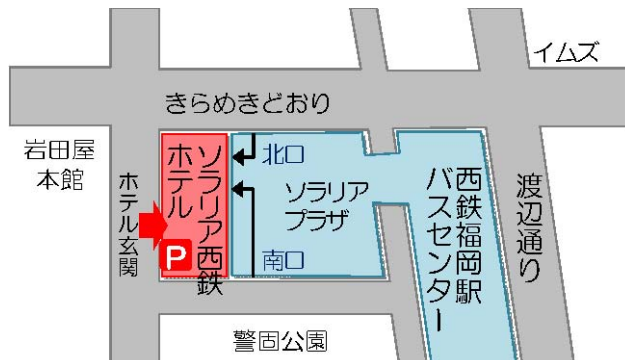 イムズ
きらめきどおり
岩田屋
本館
ホテル玄関
ソラリア西鉄
ホテル
P
北口
ソラリア
プラザ
南口
西鉄福岡駅
バスセンター
渡辺通り
警固公園